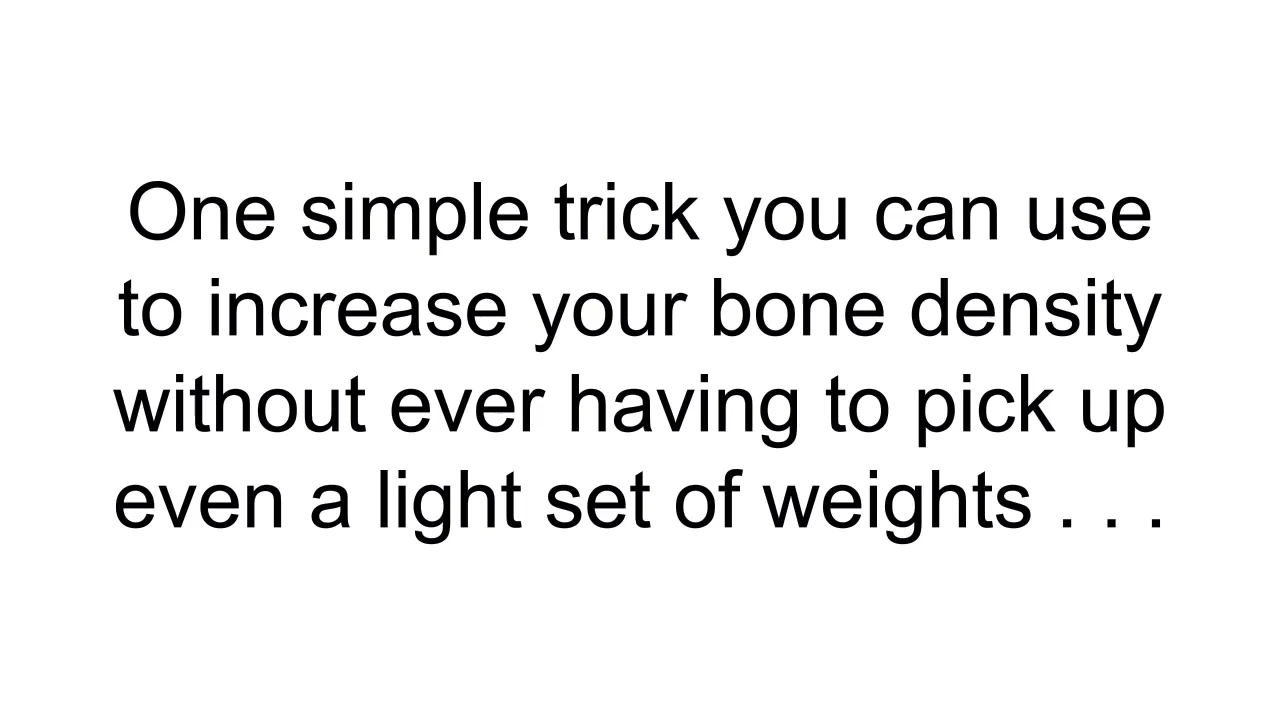 One simple trick you can use
to increase your bone density
without ever having to pick up
even a light set of weights . . .